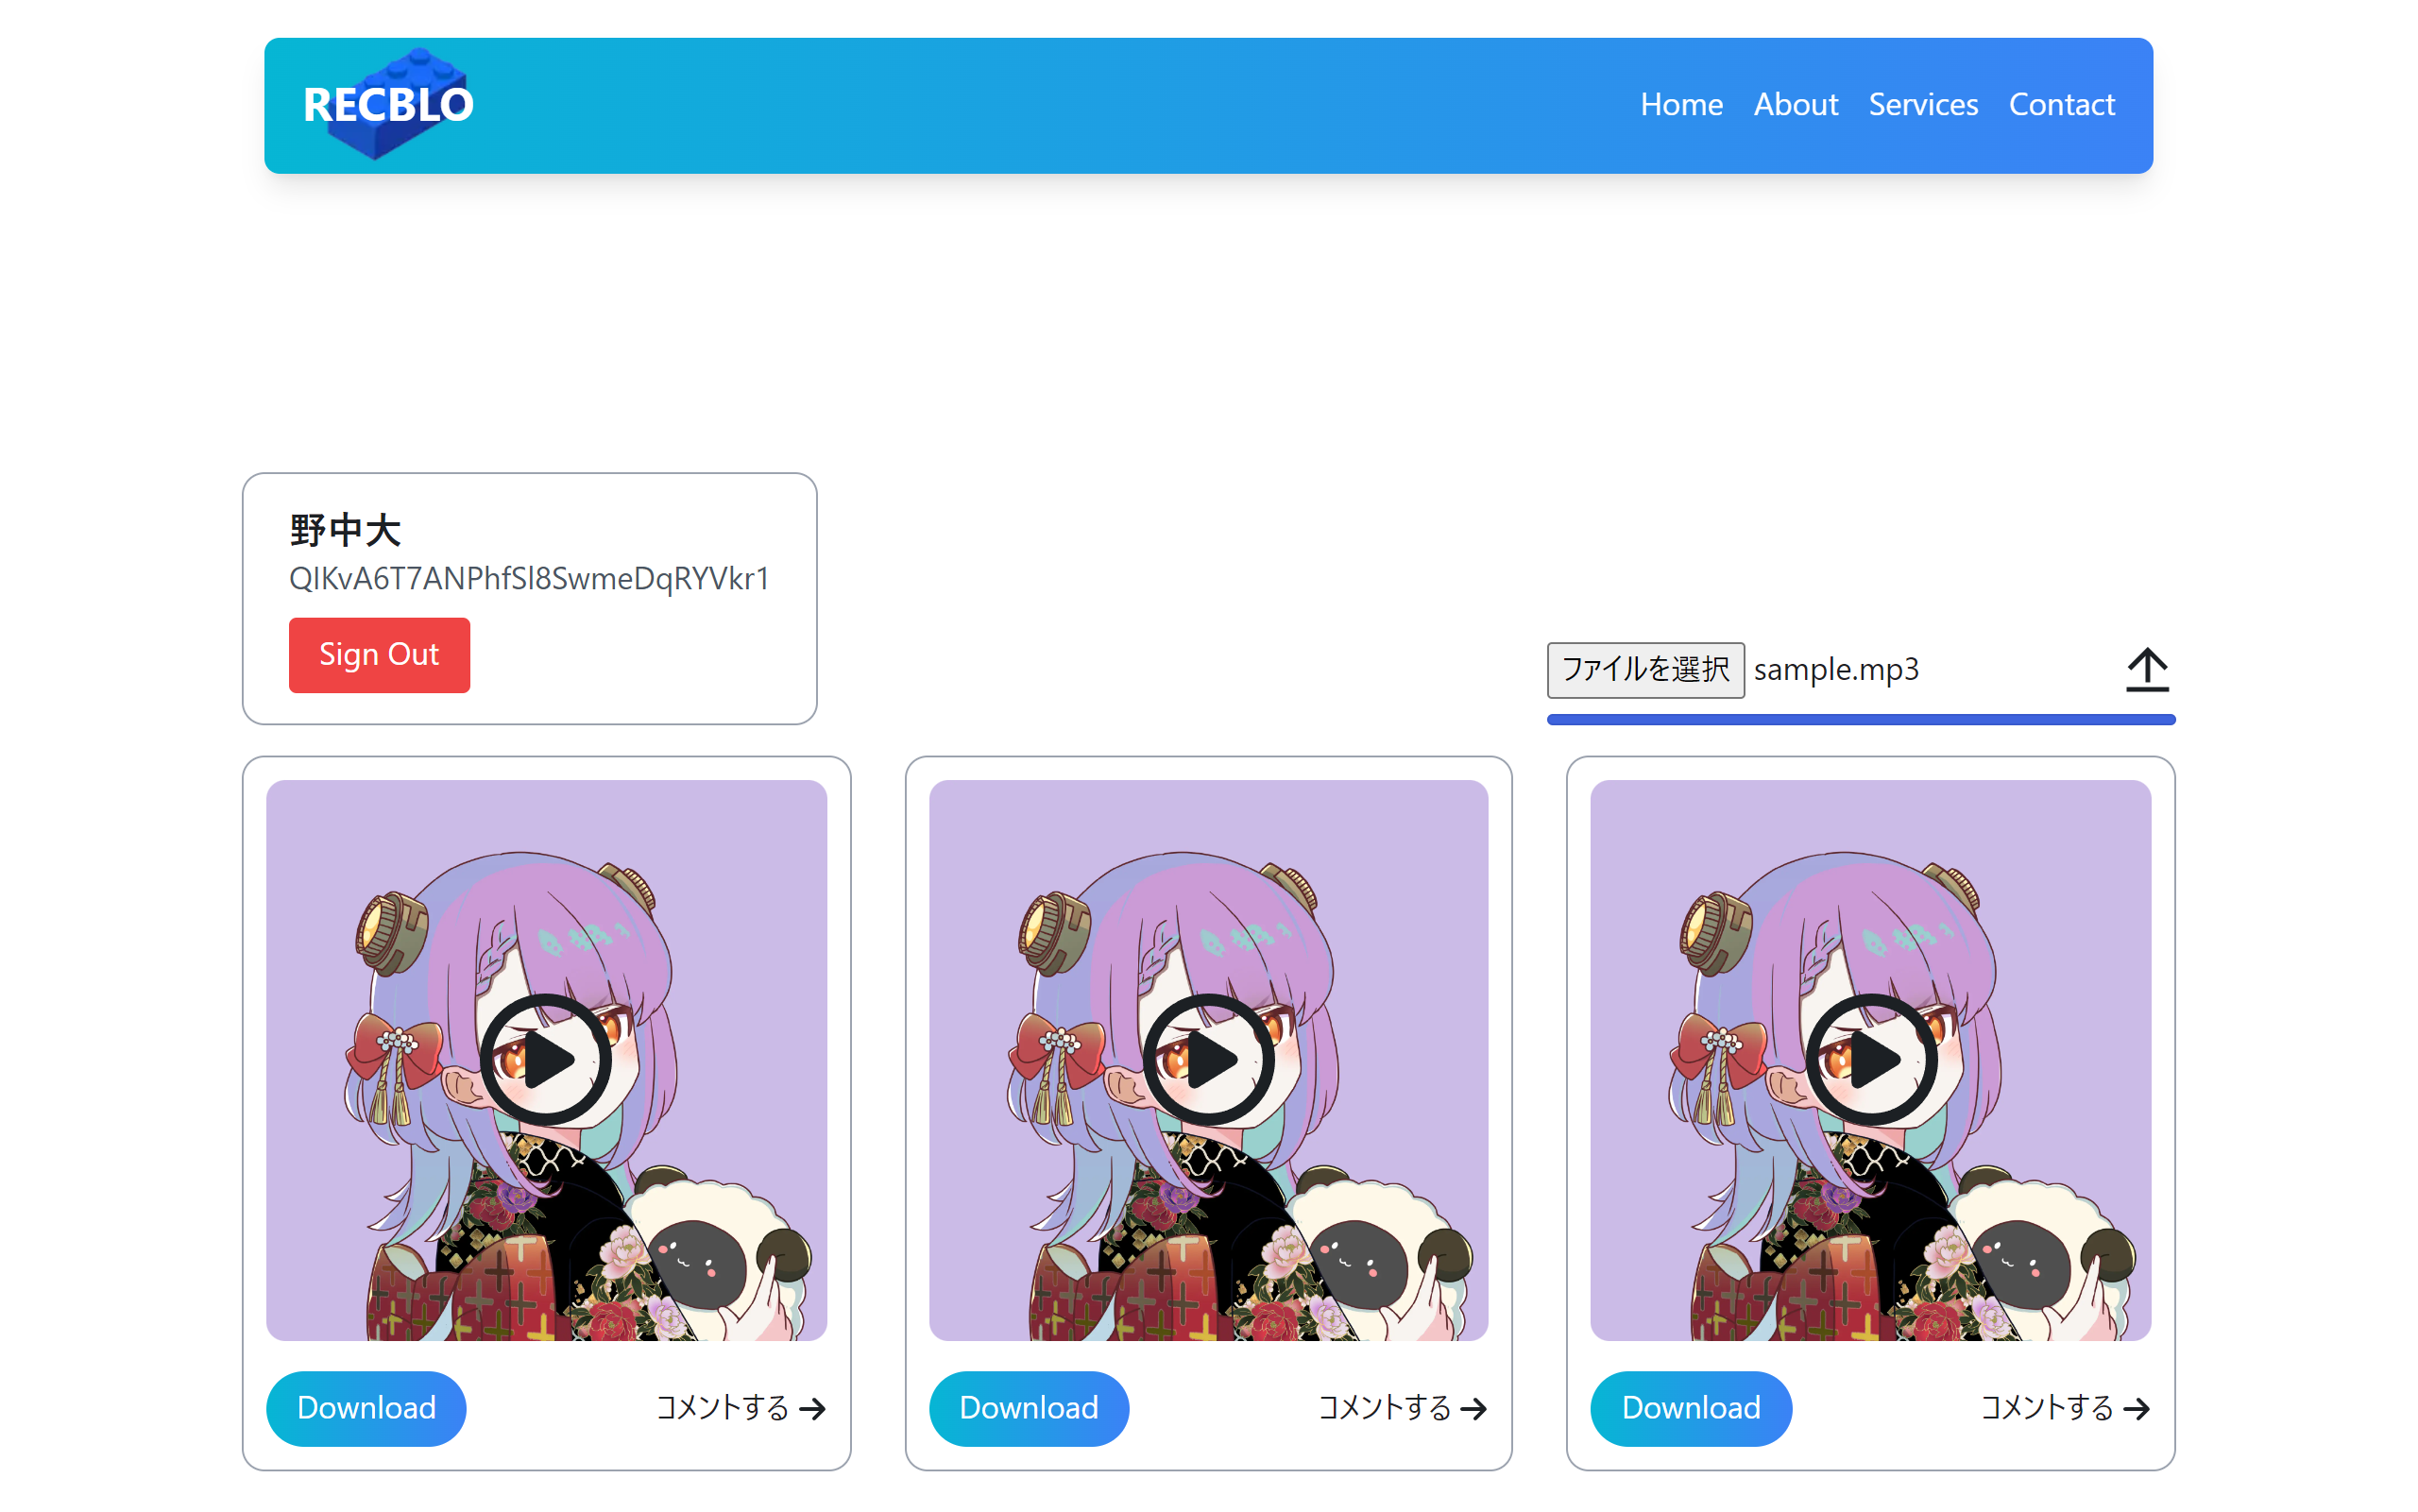 RECBLO
Home About Services Contact
野中大
QIKvA6T7ANPhfSl8SwmeDqRYVkr1
Sign Out
ファイルを選択 sample.mp3
Download コメントする
Download コメントする
Download コメントする